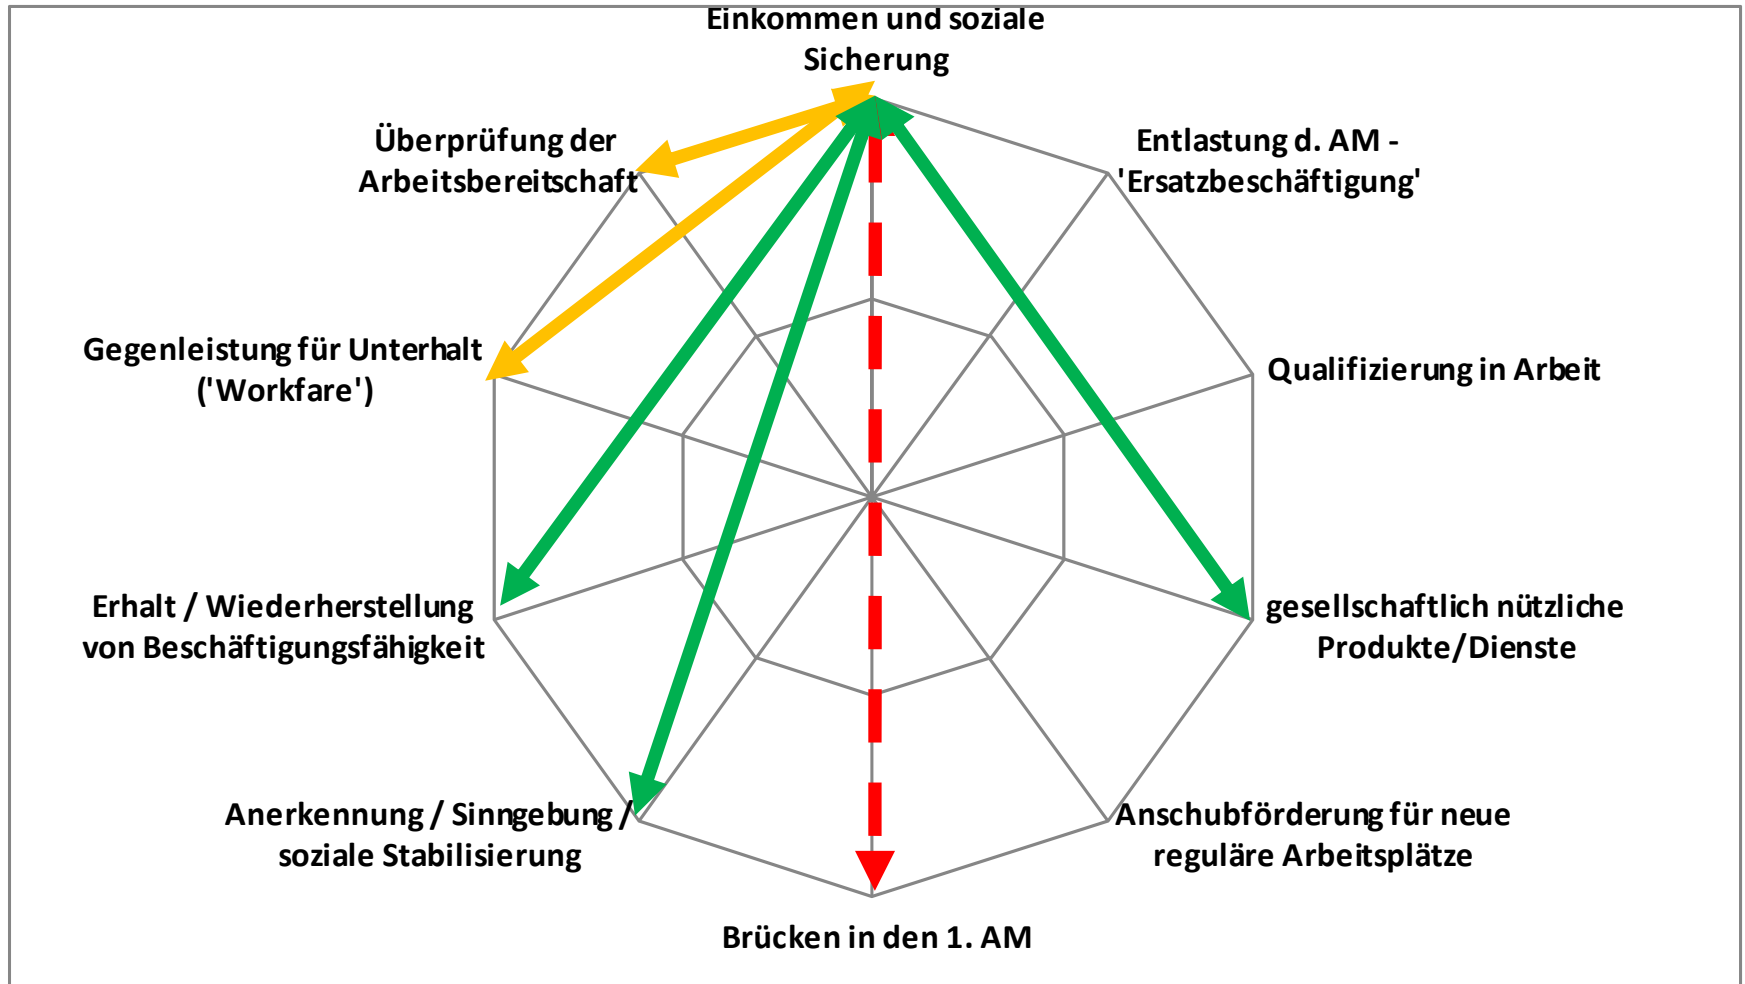 Einkommen und soziale
Sicherung
Überprüfung der
Arbeitsbereitschaft
Entlastung d. AM -
'Ersatzbeschäftigung'
Gegenleistung für Unterhalt
('Workfare')
Qualifizierung in Arbeit
Erhalt / Wiederherstellung
von Beschäftigungsfähigkeit
gesellschaftlich nützliche
Produkte/Dienste
Anerkennung / Sinngebung /
soziale Stabilisierung
Anschubförderung für neue
reguläre Arbeitsplätze
Brücken in den 1. AM